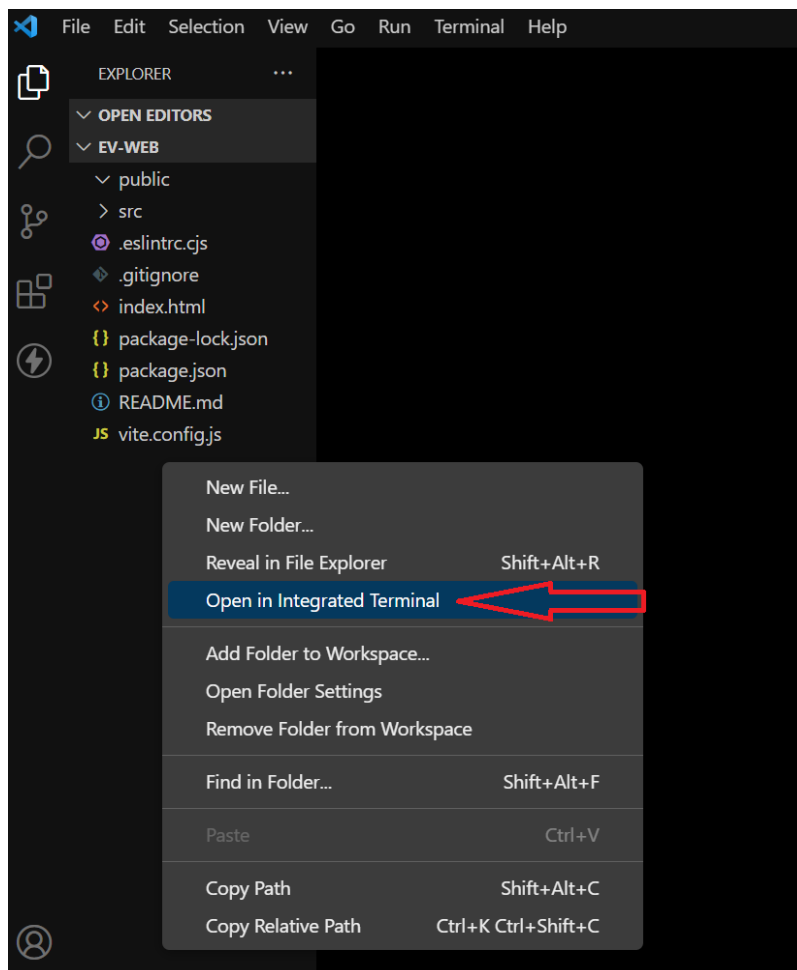 File Edit Selection View Go Run Terminal Help
EXPLORER ...
OPEN EDITORS
EV-WEB
public
src
.eslintrc.cjs
.gitignore
index.html
{} package-lock.json
{} package.json
README.md
JS vite.config.js
New File...
New Folder...
Reveal in File Explorer Shift+Alt+R
Open in Integrated Terminal
Add Folder to Workspace...
Open Folder Settings
Remove Folder from Workspace
Find in Folder... Shift+Alt+F
Paste Ctrl+V
Copy Path Shift+Alt+C
Copy Relative Path Ctrl+K Ctrl+Shift+C